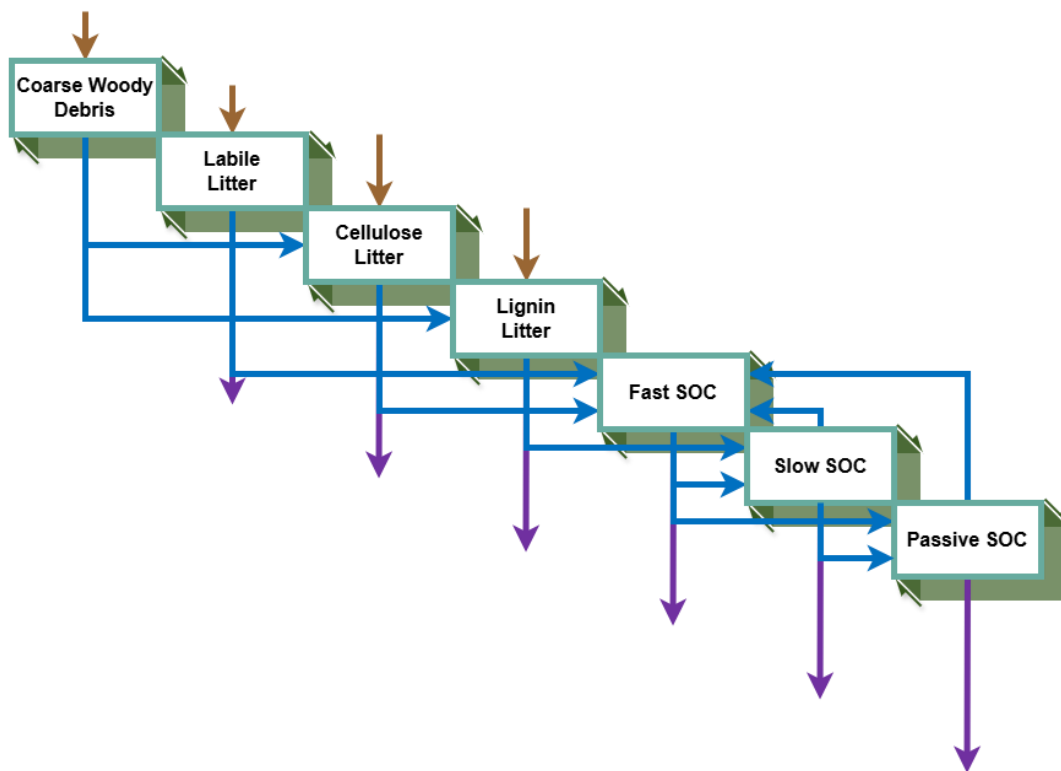 Coarse Woody
Debris
Labile
Litter
Cellulose
Litter
Lignin
Litter
Fast SOC
Slow SOC
Passive SOC